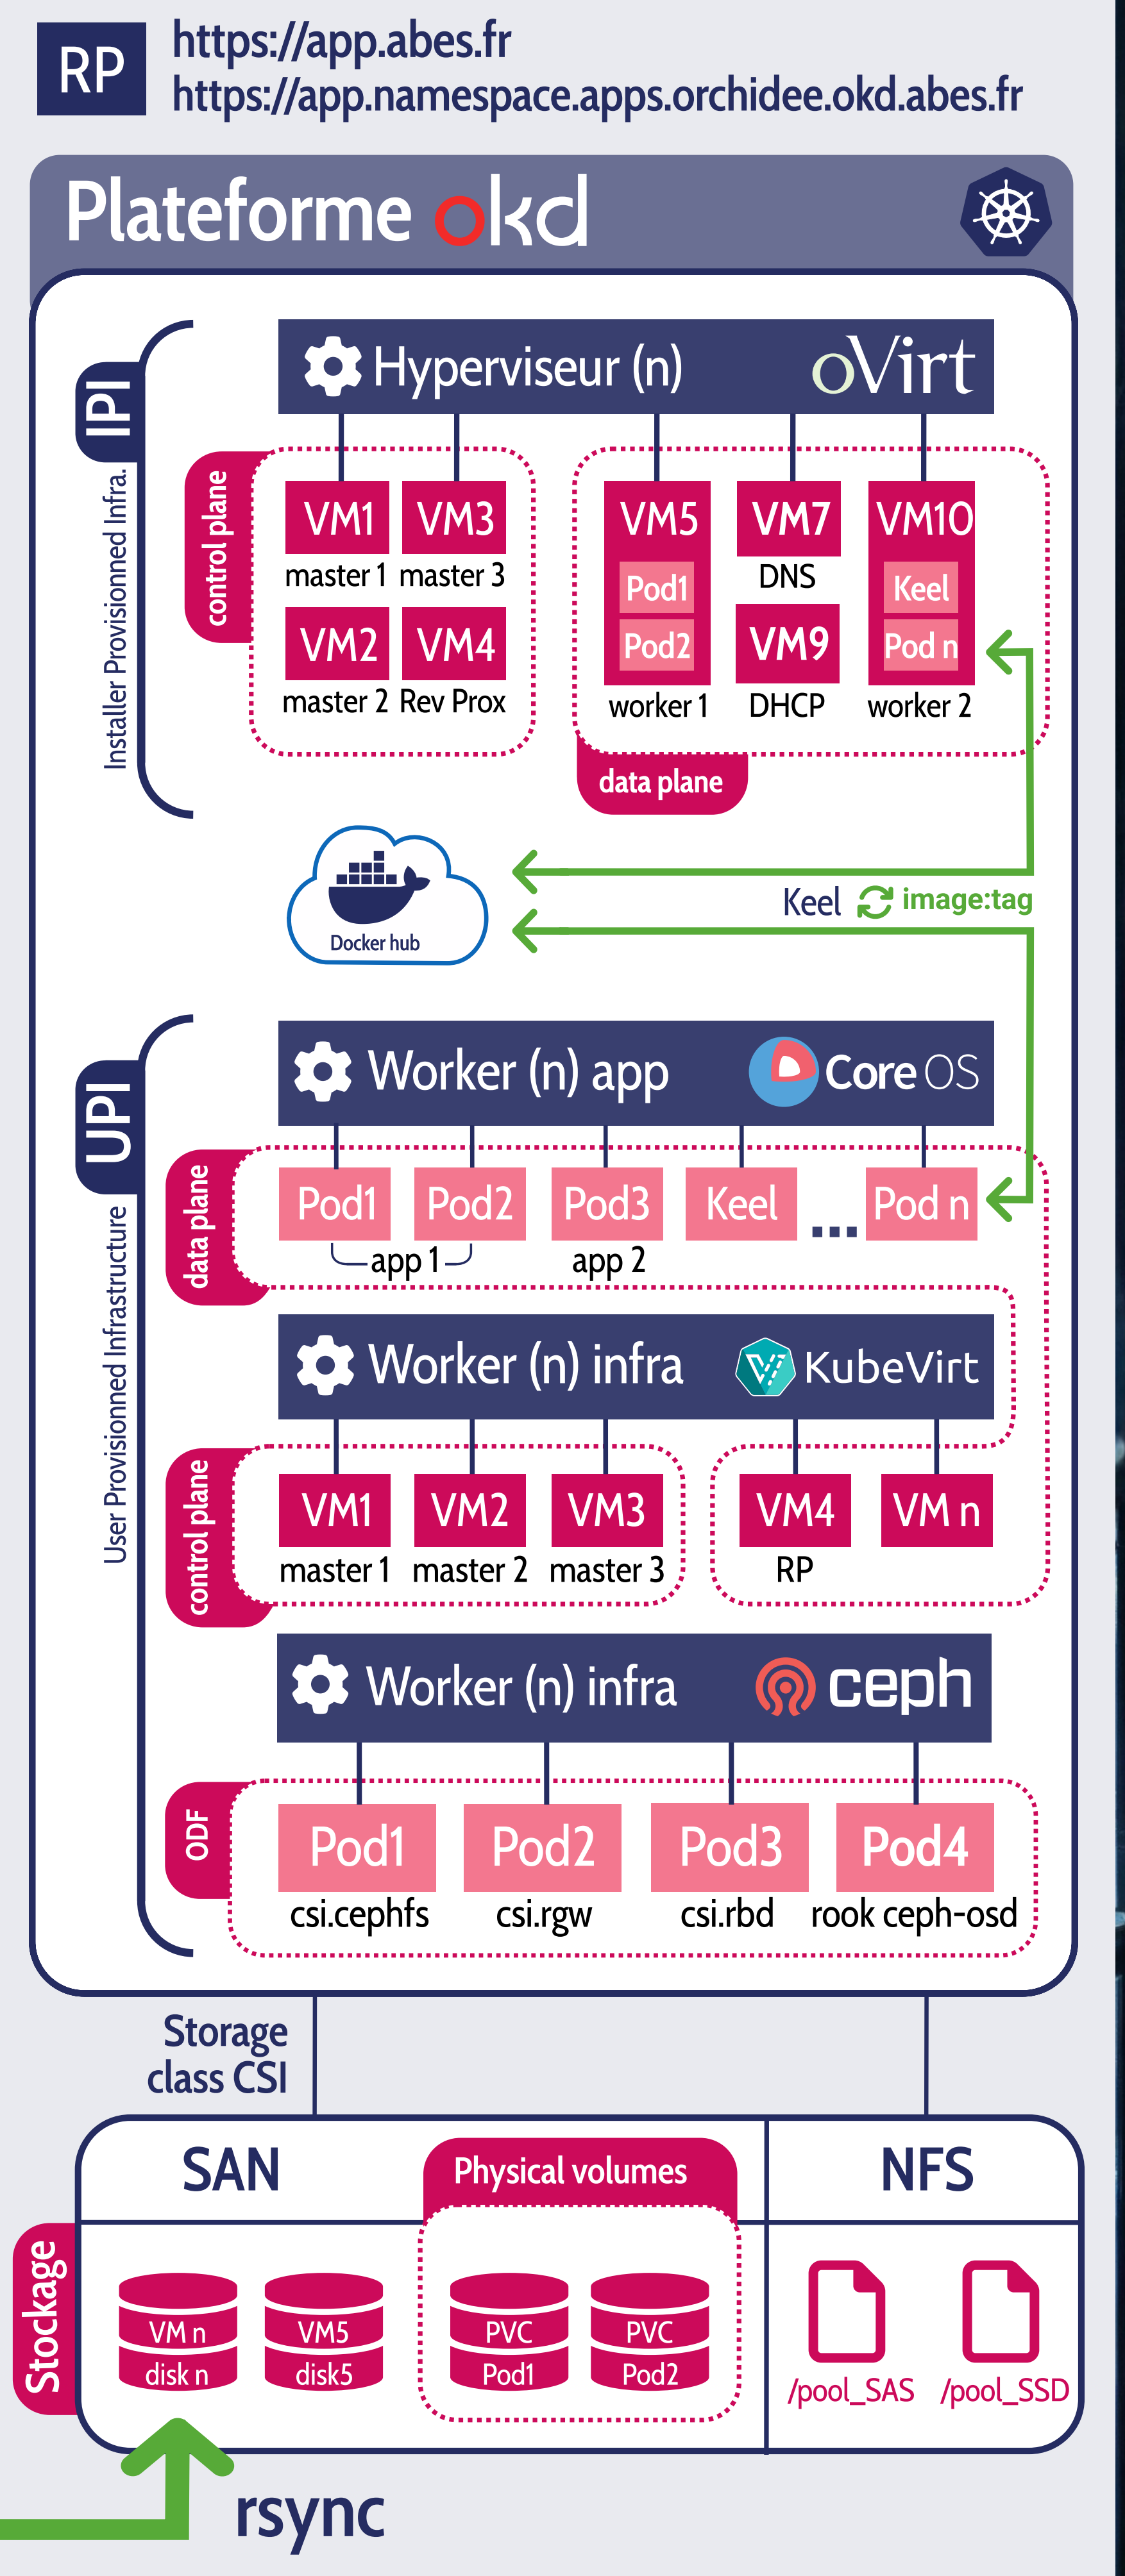 RP
https://app.abes.fr
https://app.namespace.apps.orchidee.okd.abes.fr
Plateforme okd
IPI
Installer Provisionned Infra.
Hyperviseur (n) oVirt
control plane
VM1 VM3
master 1 master 3
VM2 VM4
master 2 Rev Prox
VM5 VM7 VM10
Pod1 DNS Keel
Pod2 VM9 Pod n
worker 1 DHCP worker 2
data plane
Docker hub
Keel image:tag
UPI
User Provisionned Infrastructure
Worker (n) app Core OS
data plane
Pod1 Pod2 Pod3 Keel ... Pod n
app 1 app 2
Worker (n) infra KubeVirt
control plane
VM1 VM2 VM3 VM4 VM n
master 1 master 2 master 3 RP
Worker (n) infra ceph
ODF
Pod1 Pod2 Pod3 Pod4
csi.cephfs csi.rgw csi.rbd rook ceph-osd
Storage
class CSI
SAN Physical volumes NFS
Stockage
VM n VM5 PVC PVC
disk n disk5 Pod1 Pod2
/pool_SAS /pool_SSD
rsync